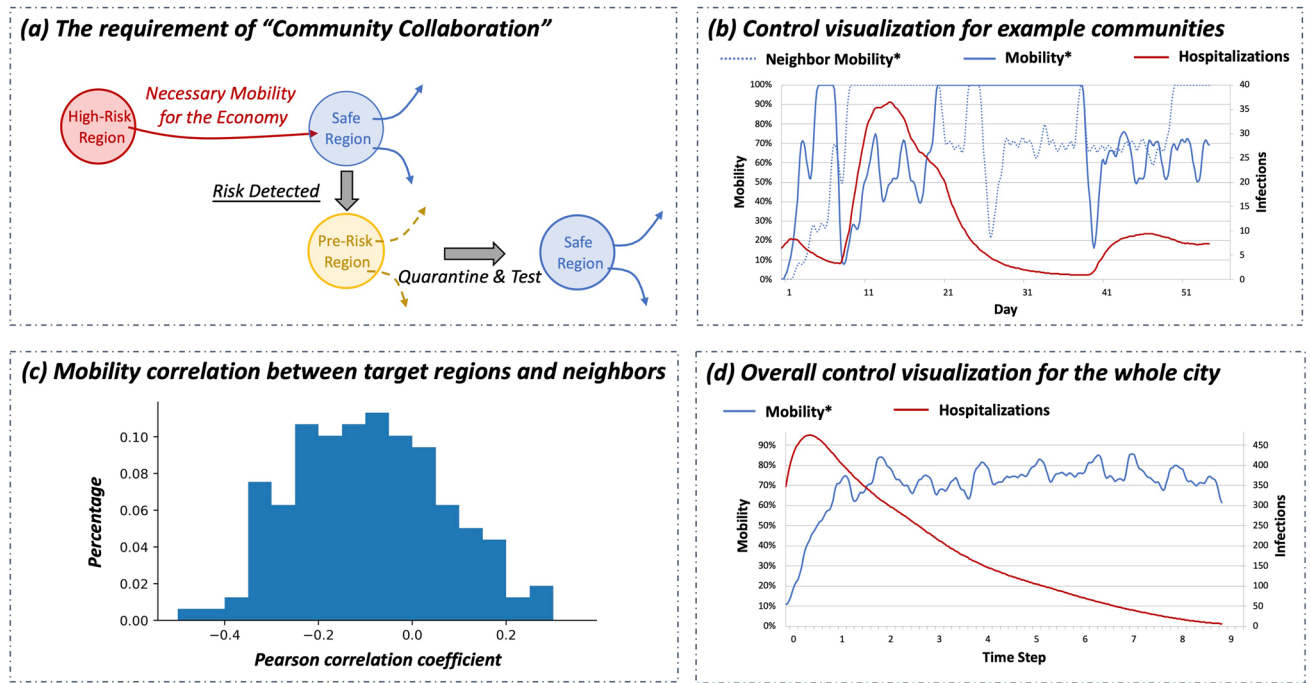 (a) The requirement of “Community Collaboration”
High-Risk
Region
Necessary Mobility
for the Economy
Safe
Region
Risk Detected
Pre-Risk
Region
Quarantine & Test
Safe
Region
(b) Control visualization for example communities
Neighbor Mobility* Mobility* Hospitalizations
100%
90%
80%
70%
60%
50%
40%
30%
20%
10%
0%
Mobility
40
35
30
25
20
15
10
5
0
Infections
1 11 21 31 41 51
Day
(c) Mobility correlation between target regions and neighbors
Percentage
0.10
0.08
0.06
0.04
0.02
0.00
−0.4 −0.2 0.0 0.2
Pearson correlation coefficient
(d) Overall control visualization for the whole city
Mobility* Hospitalizations
90%
80%
70%
60%
50%
40%
30%
20%
10%
0%
Mobility
450
400
350
300
250
200
150
100
50
0
Infections
0 1 2 3 4 5 6 7 8 9
Time Step